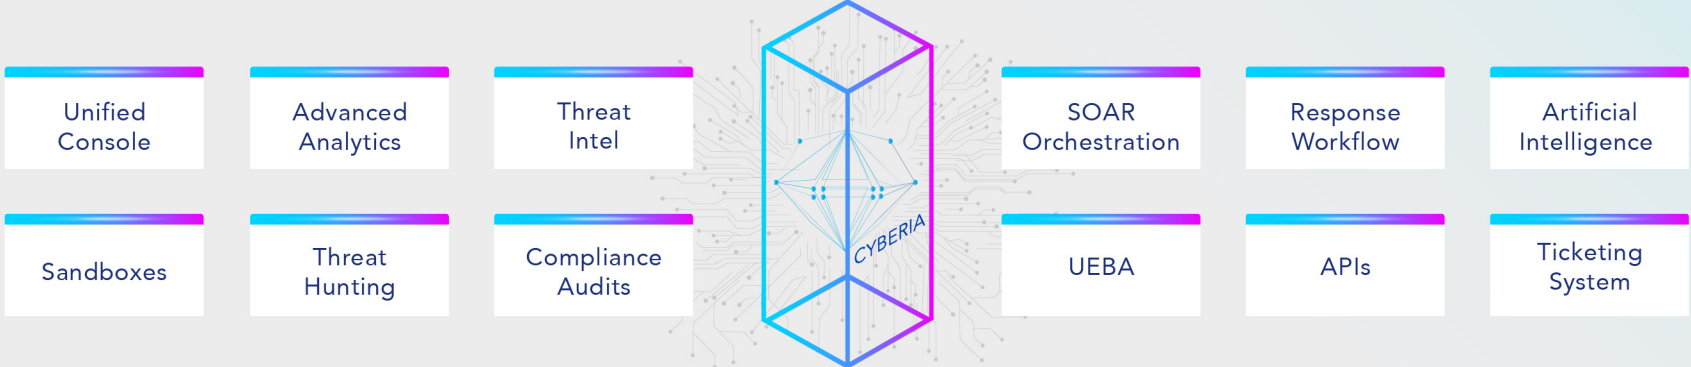 Unified
Console
Advanced
Analytics
Threat
Intel
SOAR
Orchestration
Response
Workflow
Artificial
Intelligence
Sandboxes
Threat
Hunting
Compliance
Audits
CYBERIA
UEBA
APIs
Ticketing
System